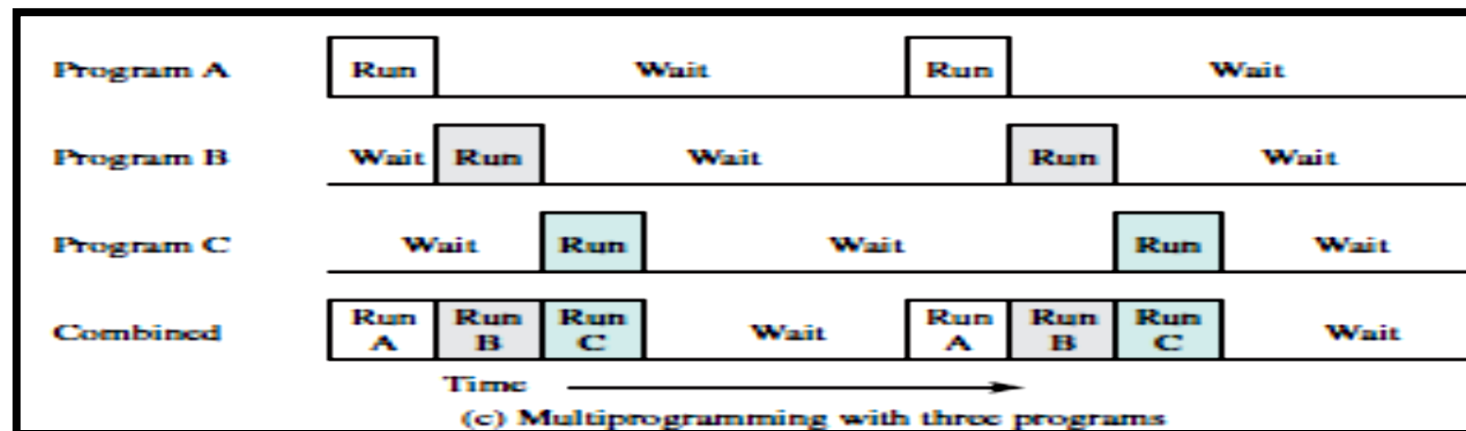 Program A Run Wait Run Wait
Program B Wait Run Wait Run Wait
Program C Wait Run Wait Run Wait
Combined Run A Run B Run C Wait Run A Run B Run C Wait
Time
(c) Multiprogramming with three programs